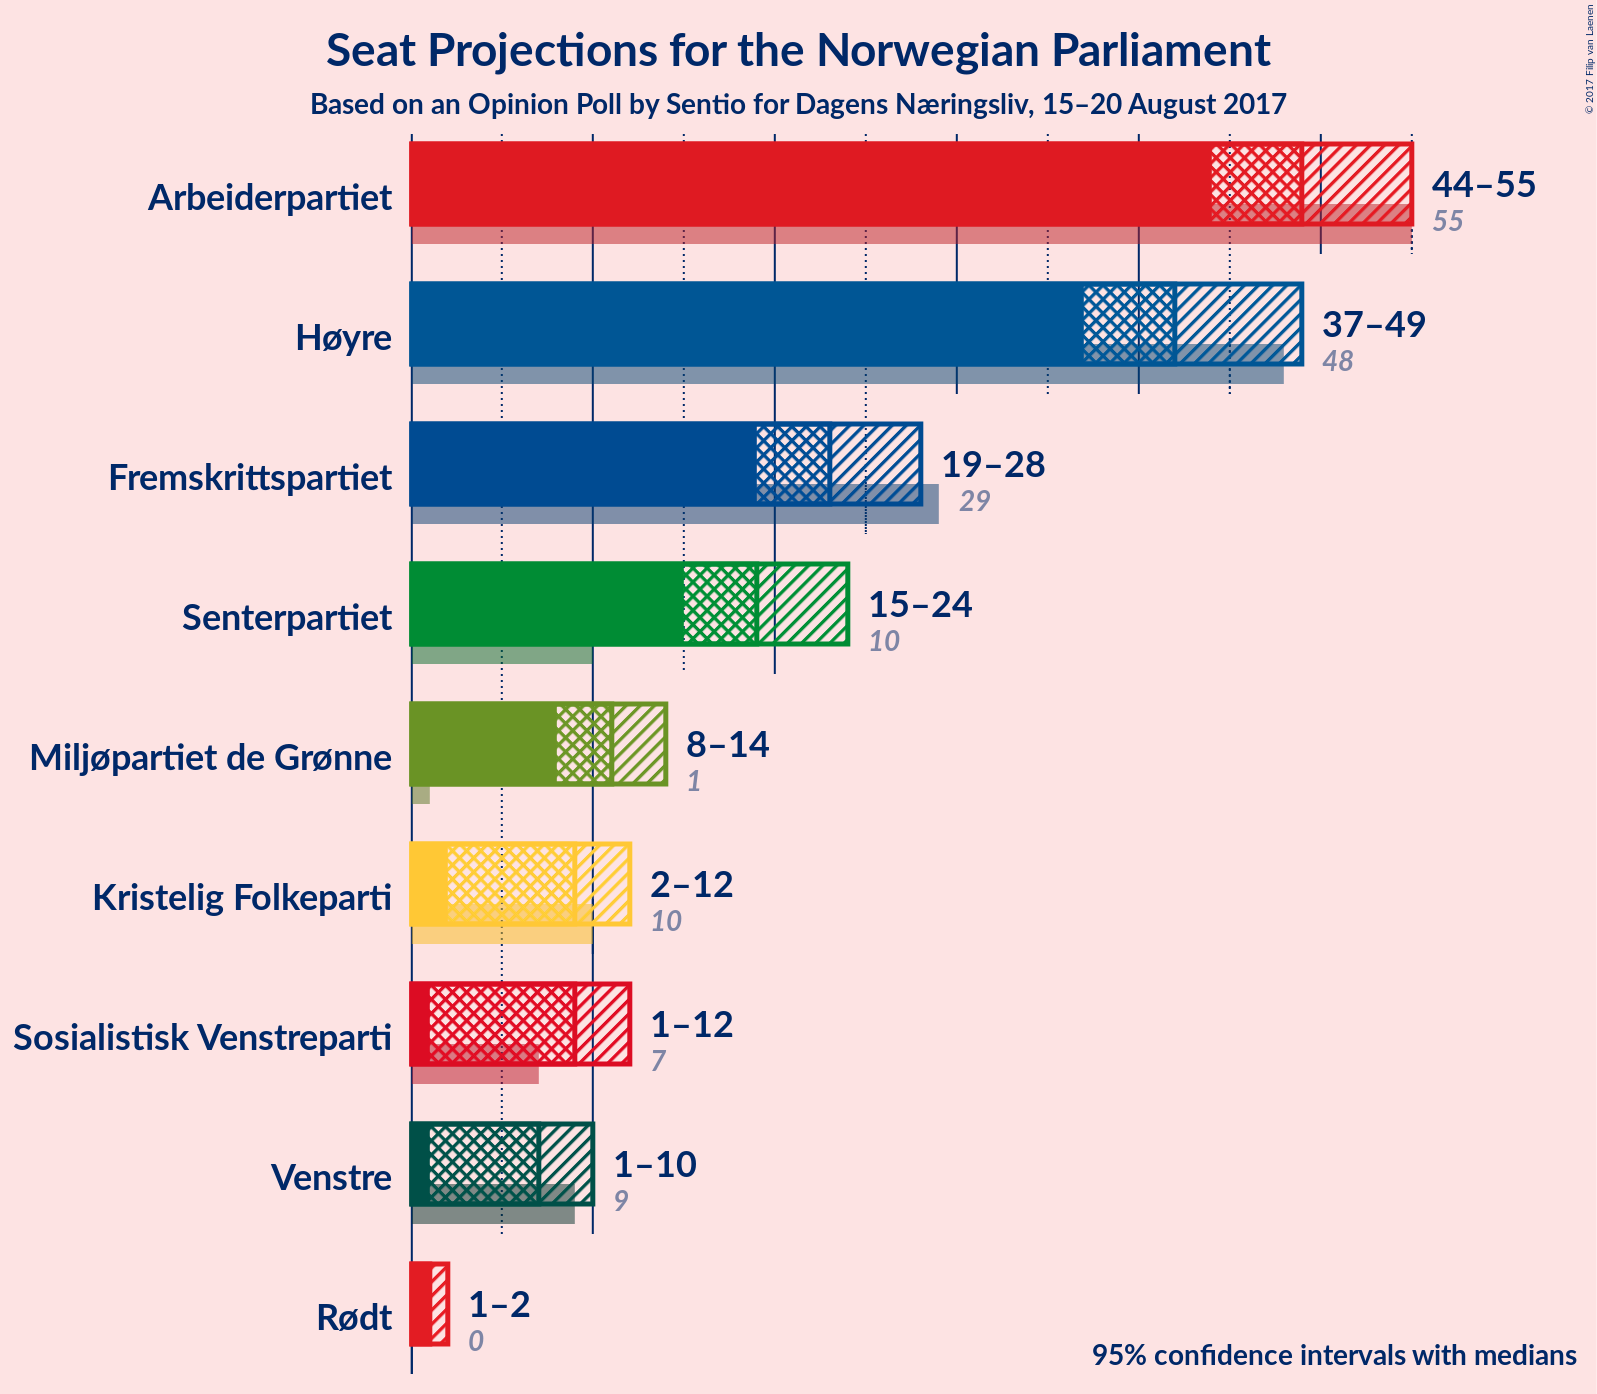 Seat Projections for the Norwegian Parliament
Based on an Opinion Poll by Sentio for Dagens Næringsliv, 15–20 August 2017
© 2017 Filip van Laenen
Arbeiderpartiet
44–55
55
Høyre
37–49
48
Fremskrittspartiet
19–28
29
Senterpartiet
15–24
10
Miljøpartiet de Grønne
8–14
1
Kristelig Folkeparti
2–12
10
Sosialistisk Venstreparti
1–12
7
Venstre
1–10
9
Rødt
1–2
0
95% confidence intervals with medians